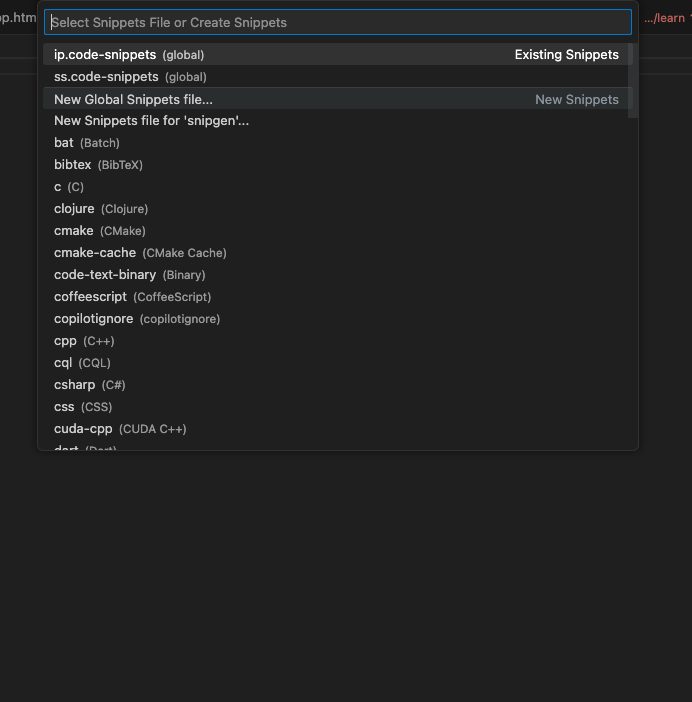 Select Snippets File or Create Snippets
op.htm
.../learn
ip.code-snippets (global) Existing Snippets
ss.code-snippets (global)
New Global Snippets file... New Snippets
New Snippets file for 'snipgen'...
bat (Batch)
bibtex (BibTeX)
c (C)
clojure (Clojure)
cmake (CMake)
cmake-cache (CMake Cache)
code-text-binary (Binary)
coffeescript (CoffeeScript)
copilotignore (copilotignore)
cpp (C++)
cql (CQL)
csharp (C#)
css (CSS)
cuda-cpp (CUDA C++)
dart (Dart)